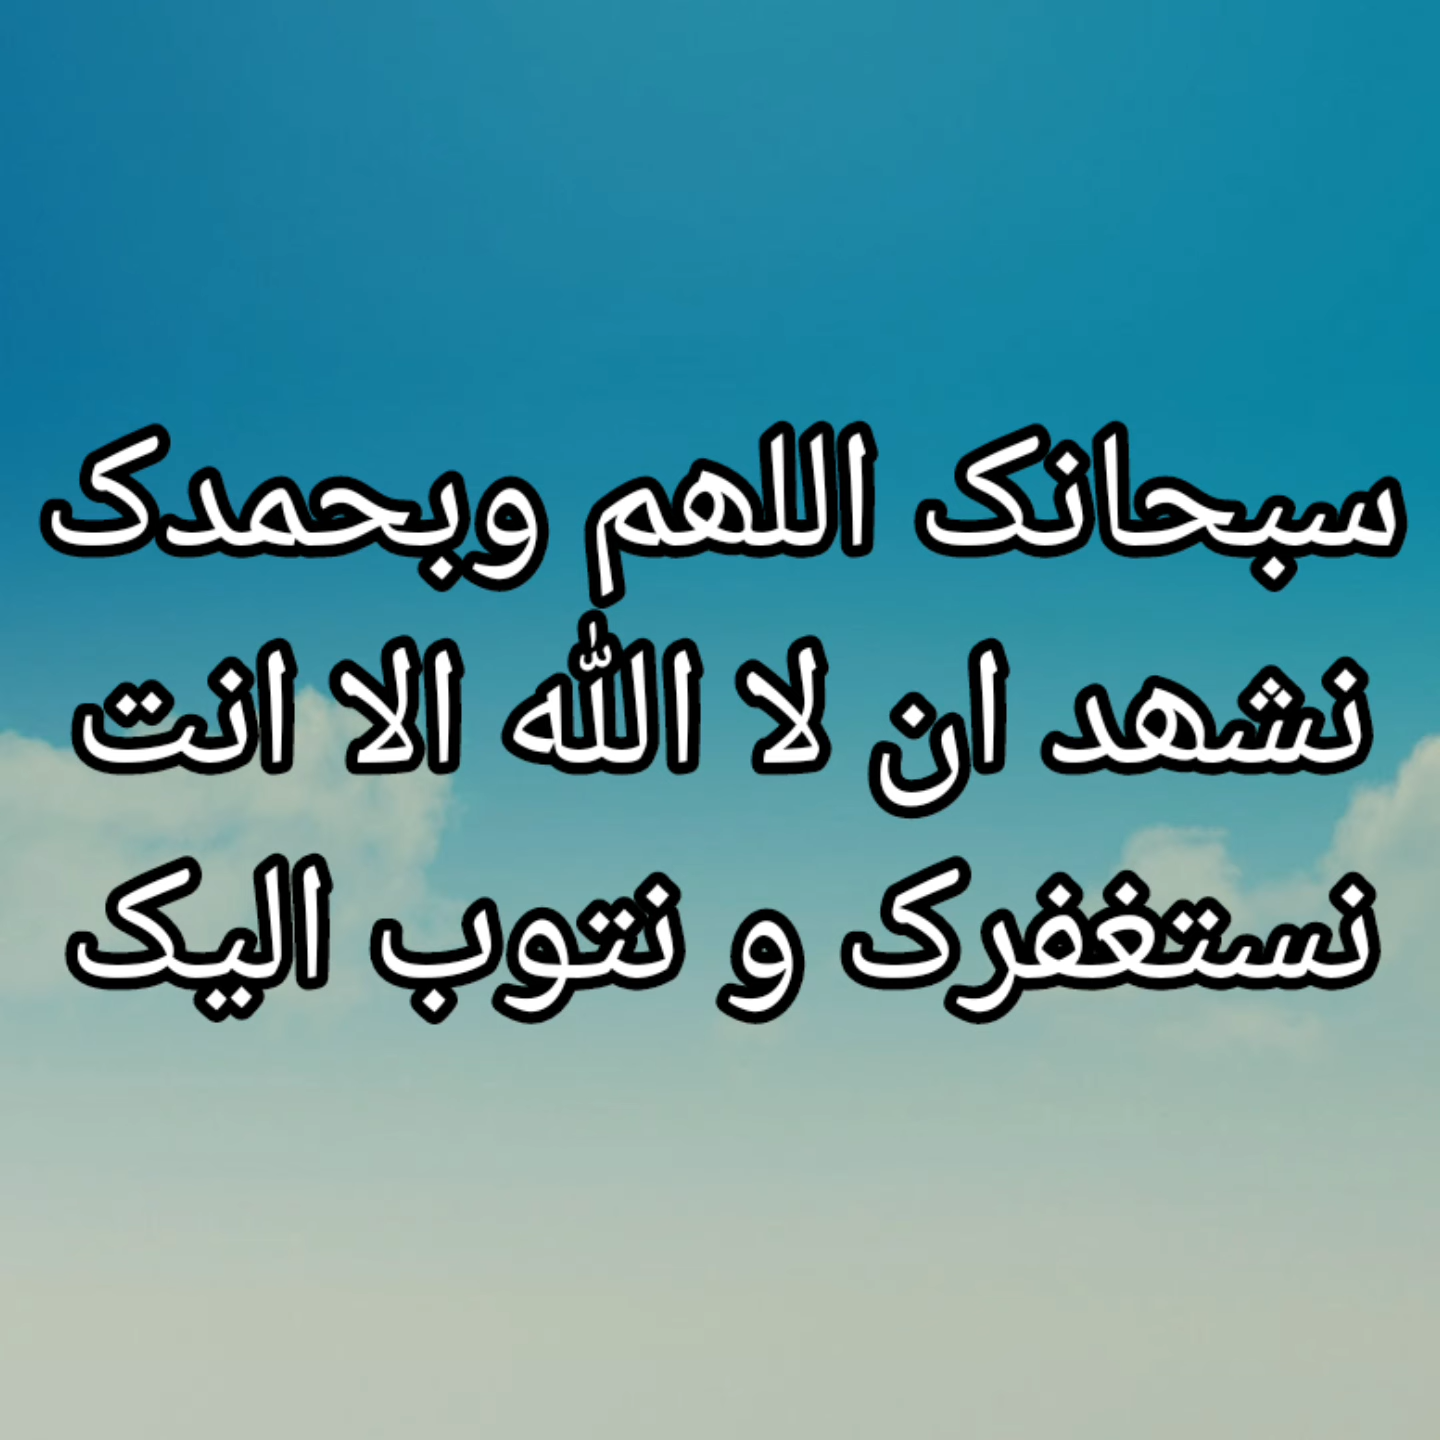 سبحانک اللهم وبحمدک
نشهد ان لا الله الا انت
نستغفرک و نتوب الیک